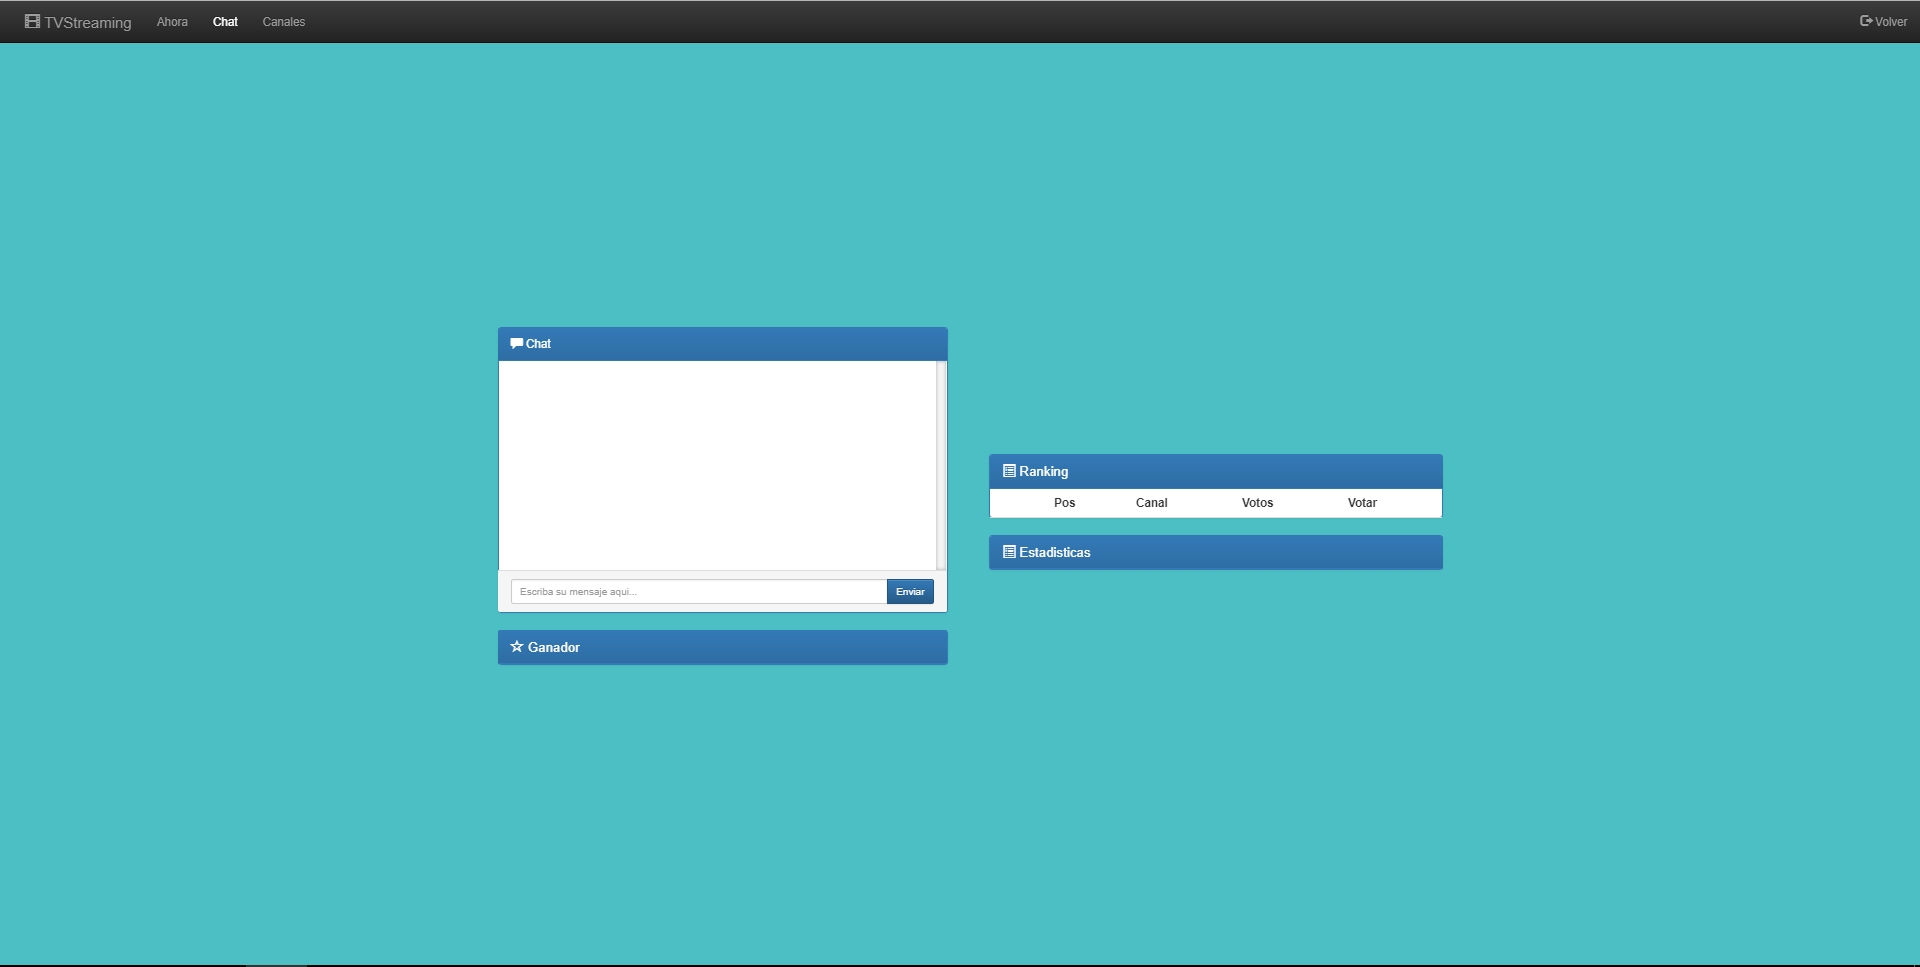 TVStreaming Ahora Chat Canales Volver
Chat
Escriba su mensaje aqui... Enviar
Ganador
Ranking
Pos Canal Votos Votar
Estadisticas